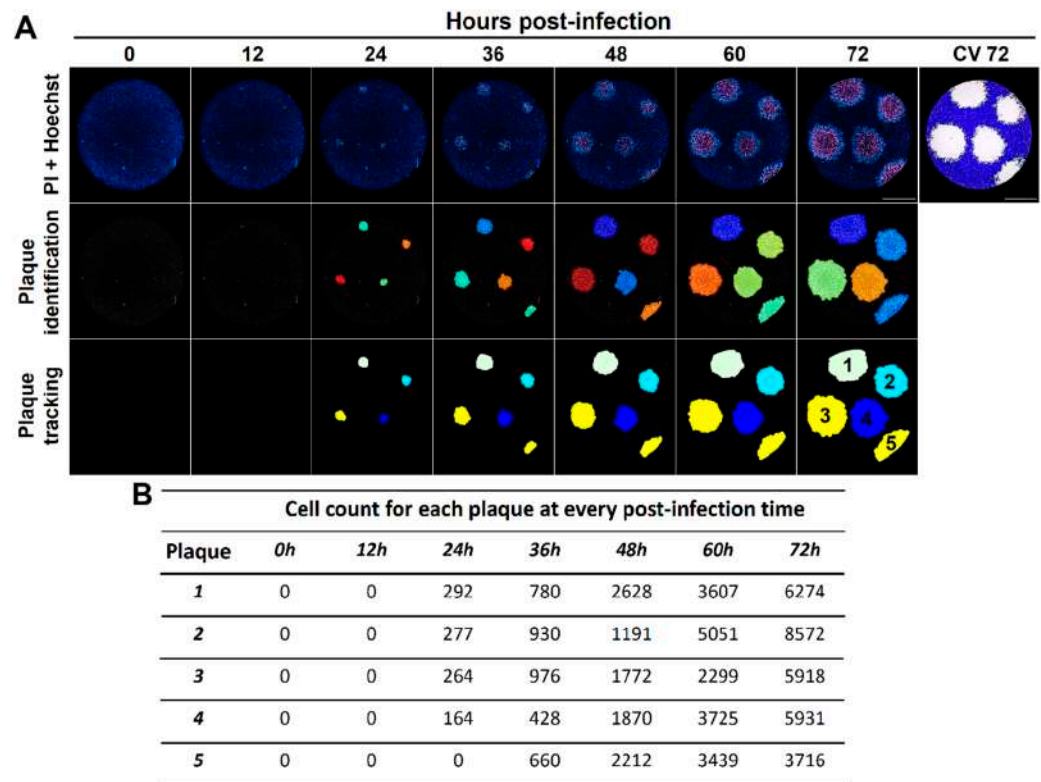 A
Hours post-infection
0 12 24 36 48 60 72 CV 72
PI + Hoechst
Plaque
identification
Plaque
tracking
1
2
3
4
5
B
Cell count for each plaque at every post-infection time
Plaque 0h 12h 24h 36h 48h 60h 72h
1 0 0 292 780 2628 3607 6274
2 0 0 277 930 1191 5051 8572
3 0 0 264 976 1772 2299 5918
4 0 0 164 428 1870 3725 5931
5 0 0 0 660 2212 3439 3716